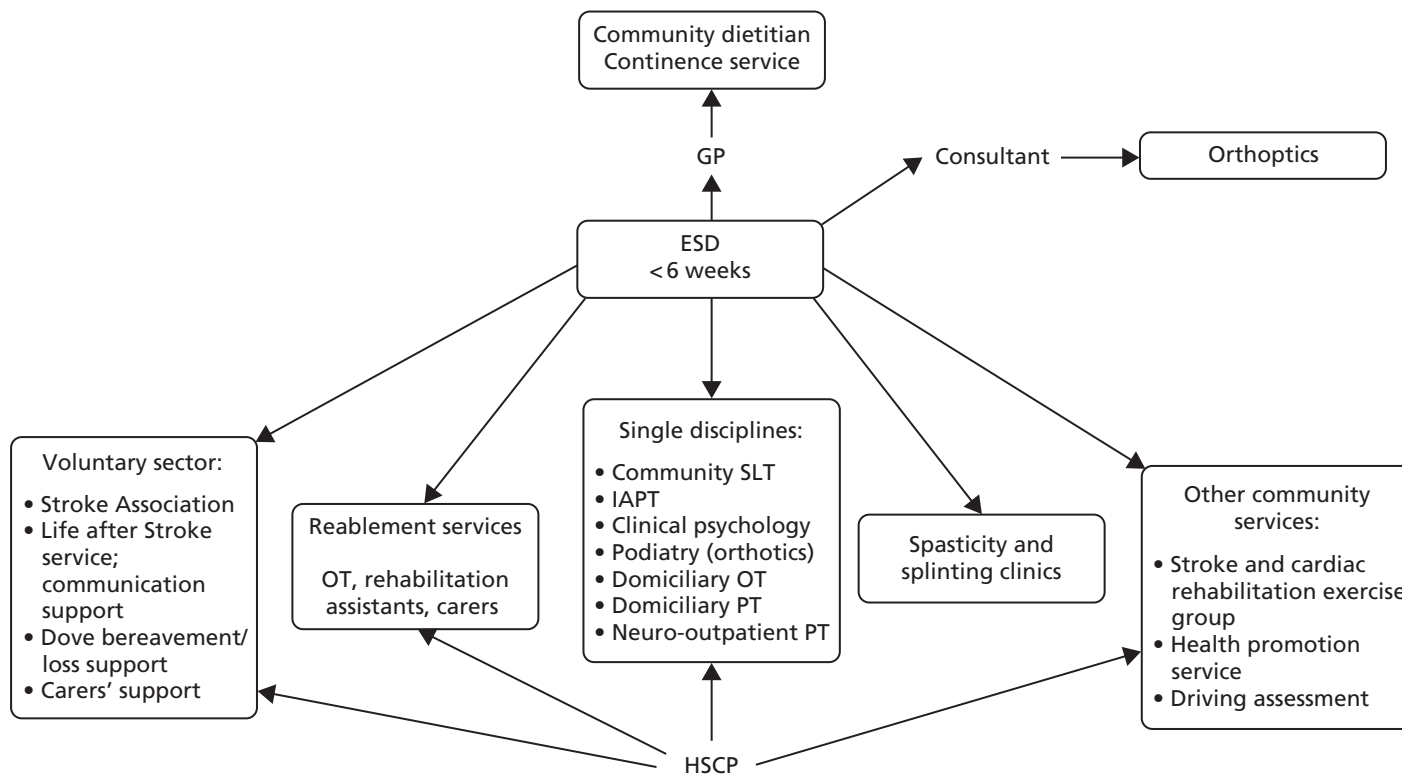 Community dietitian
Continence service
GP
Consultant
Orthoptics
ESD
<6 weeks
Voluntary sector:
• Stroke Association
• Life after Stroke
service;
communication
support
• Dove bereavement/
loss support
• Carers’ support
Reablement services
OT, rehabilitation
assistants, carers
Single disciplines:
• Community SLT
• IAPT
• Clinical psychology
• Podiatry (orthotics)
• Domiciliary OT
• Domiciliary PT
• Neuro-outpatient PT
Spasticity and
splinting clinics
Other community
services:
• Stroke and cardiac
rehabilitation exercise
group
• Health promotion
service
• Driving assessment
HSCP